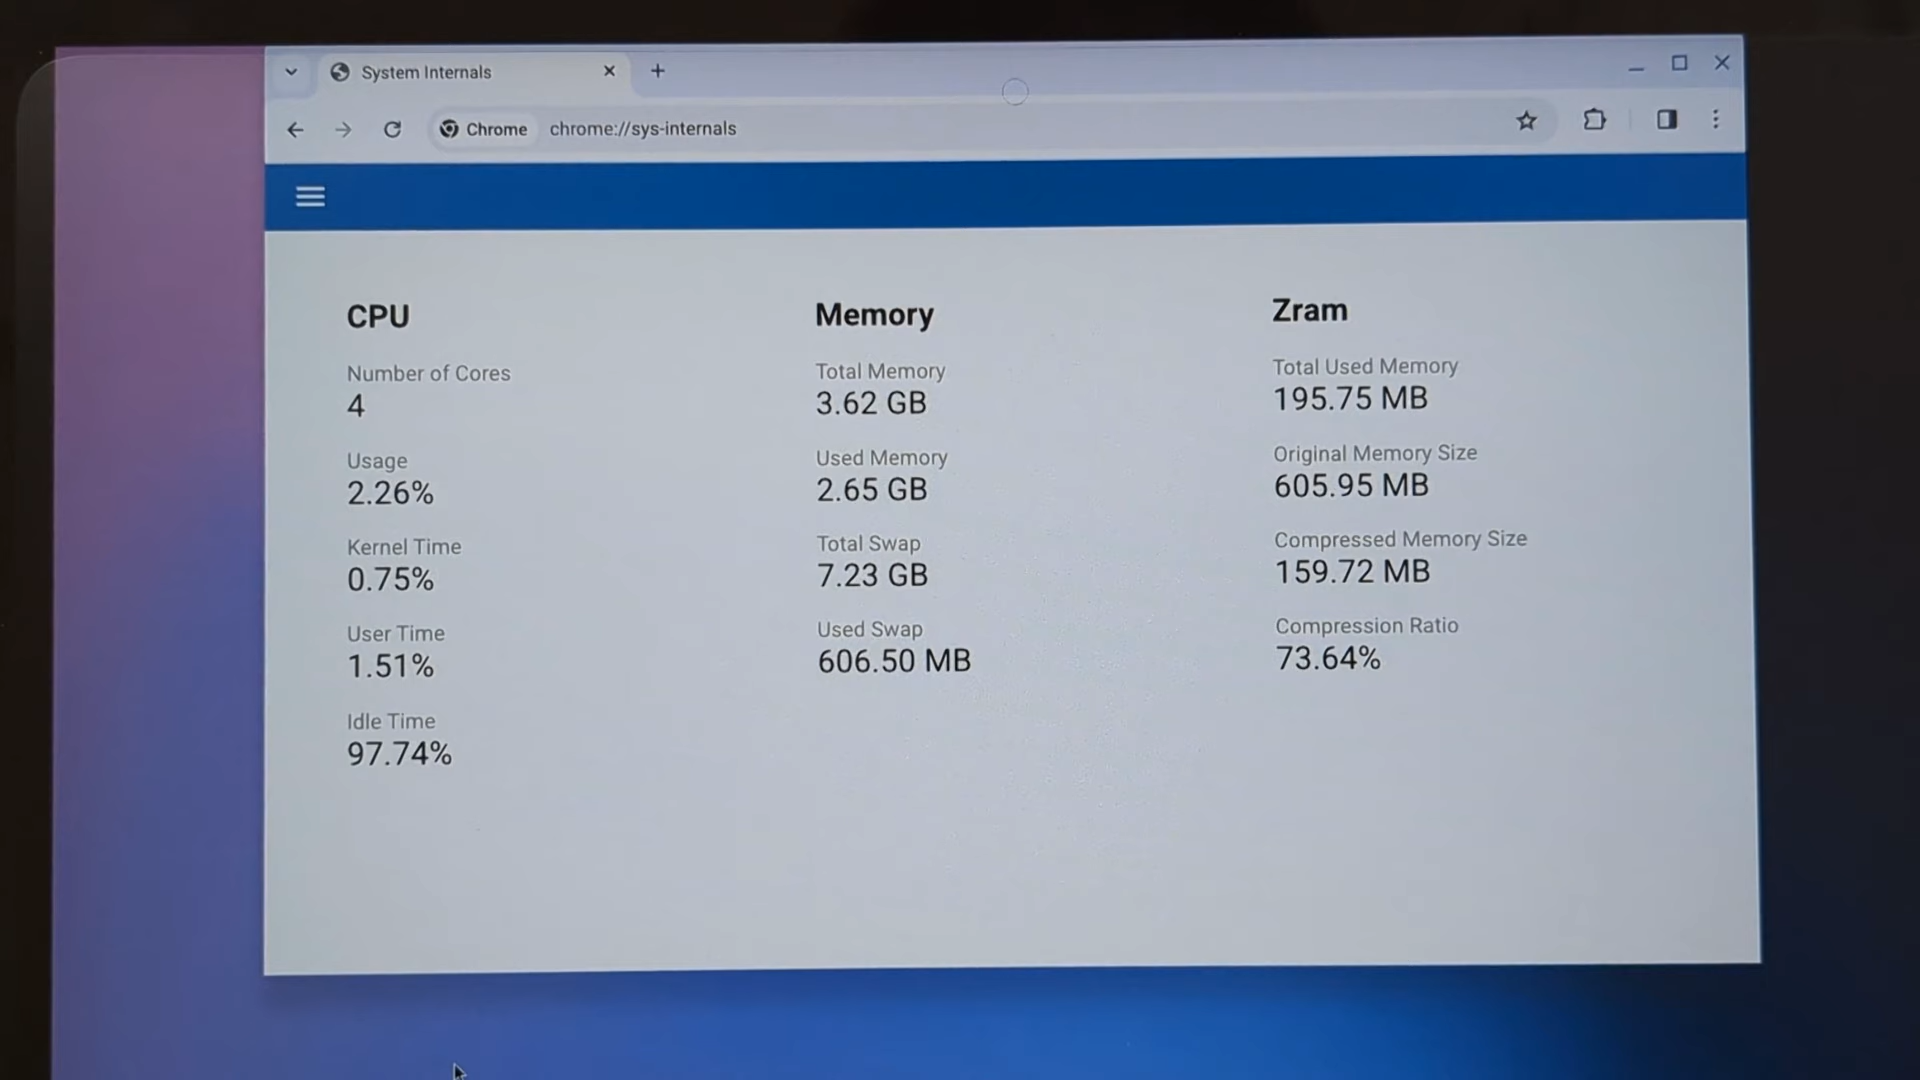 System Internals
Chrome chrome://sys-internals
CPU
Number of Cores
4
Usage
2.26%
Kernel Time
0.75%
User Time
1.51%
Idle Time
97.74%
Memory
Total Memory
3.62 GB
Used Memory
2.65 GB
Total Swap
7.23 GB
Used Swap
606.50 MB
Zram
Total Used Memory
195.75 MB
Original Memory Size
605.95 MB
Compressed Memory Size
159.72 MB
Compression Ratio
73.64%